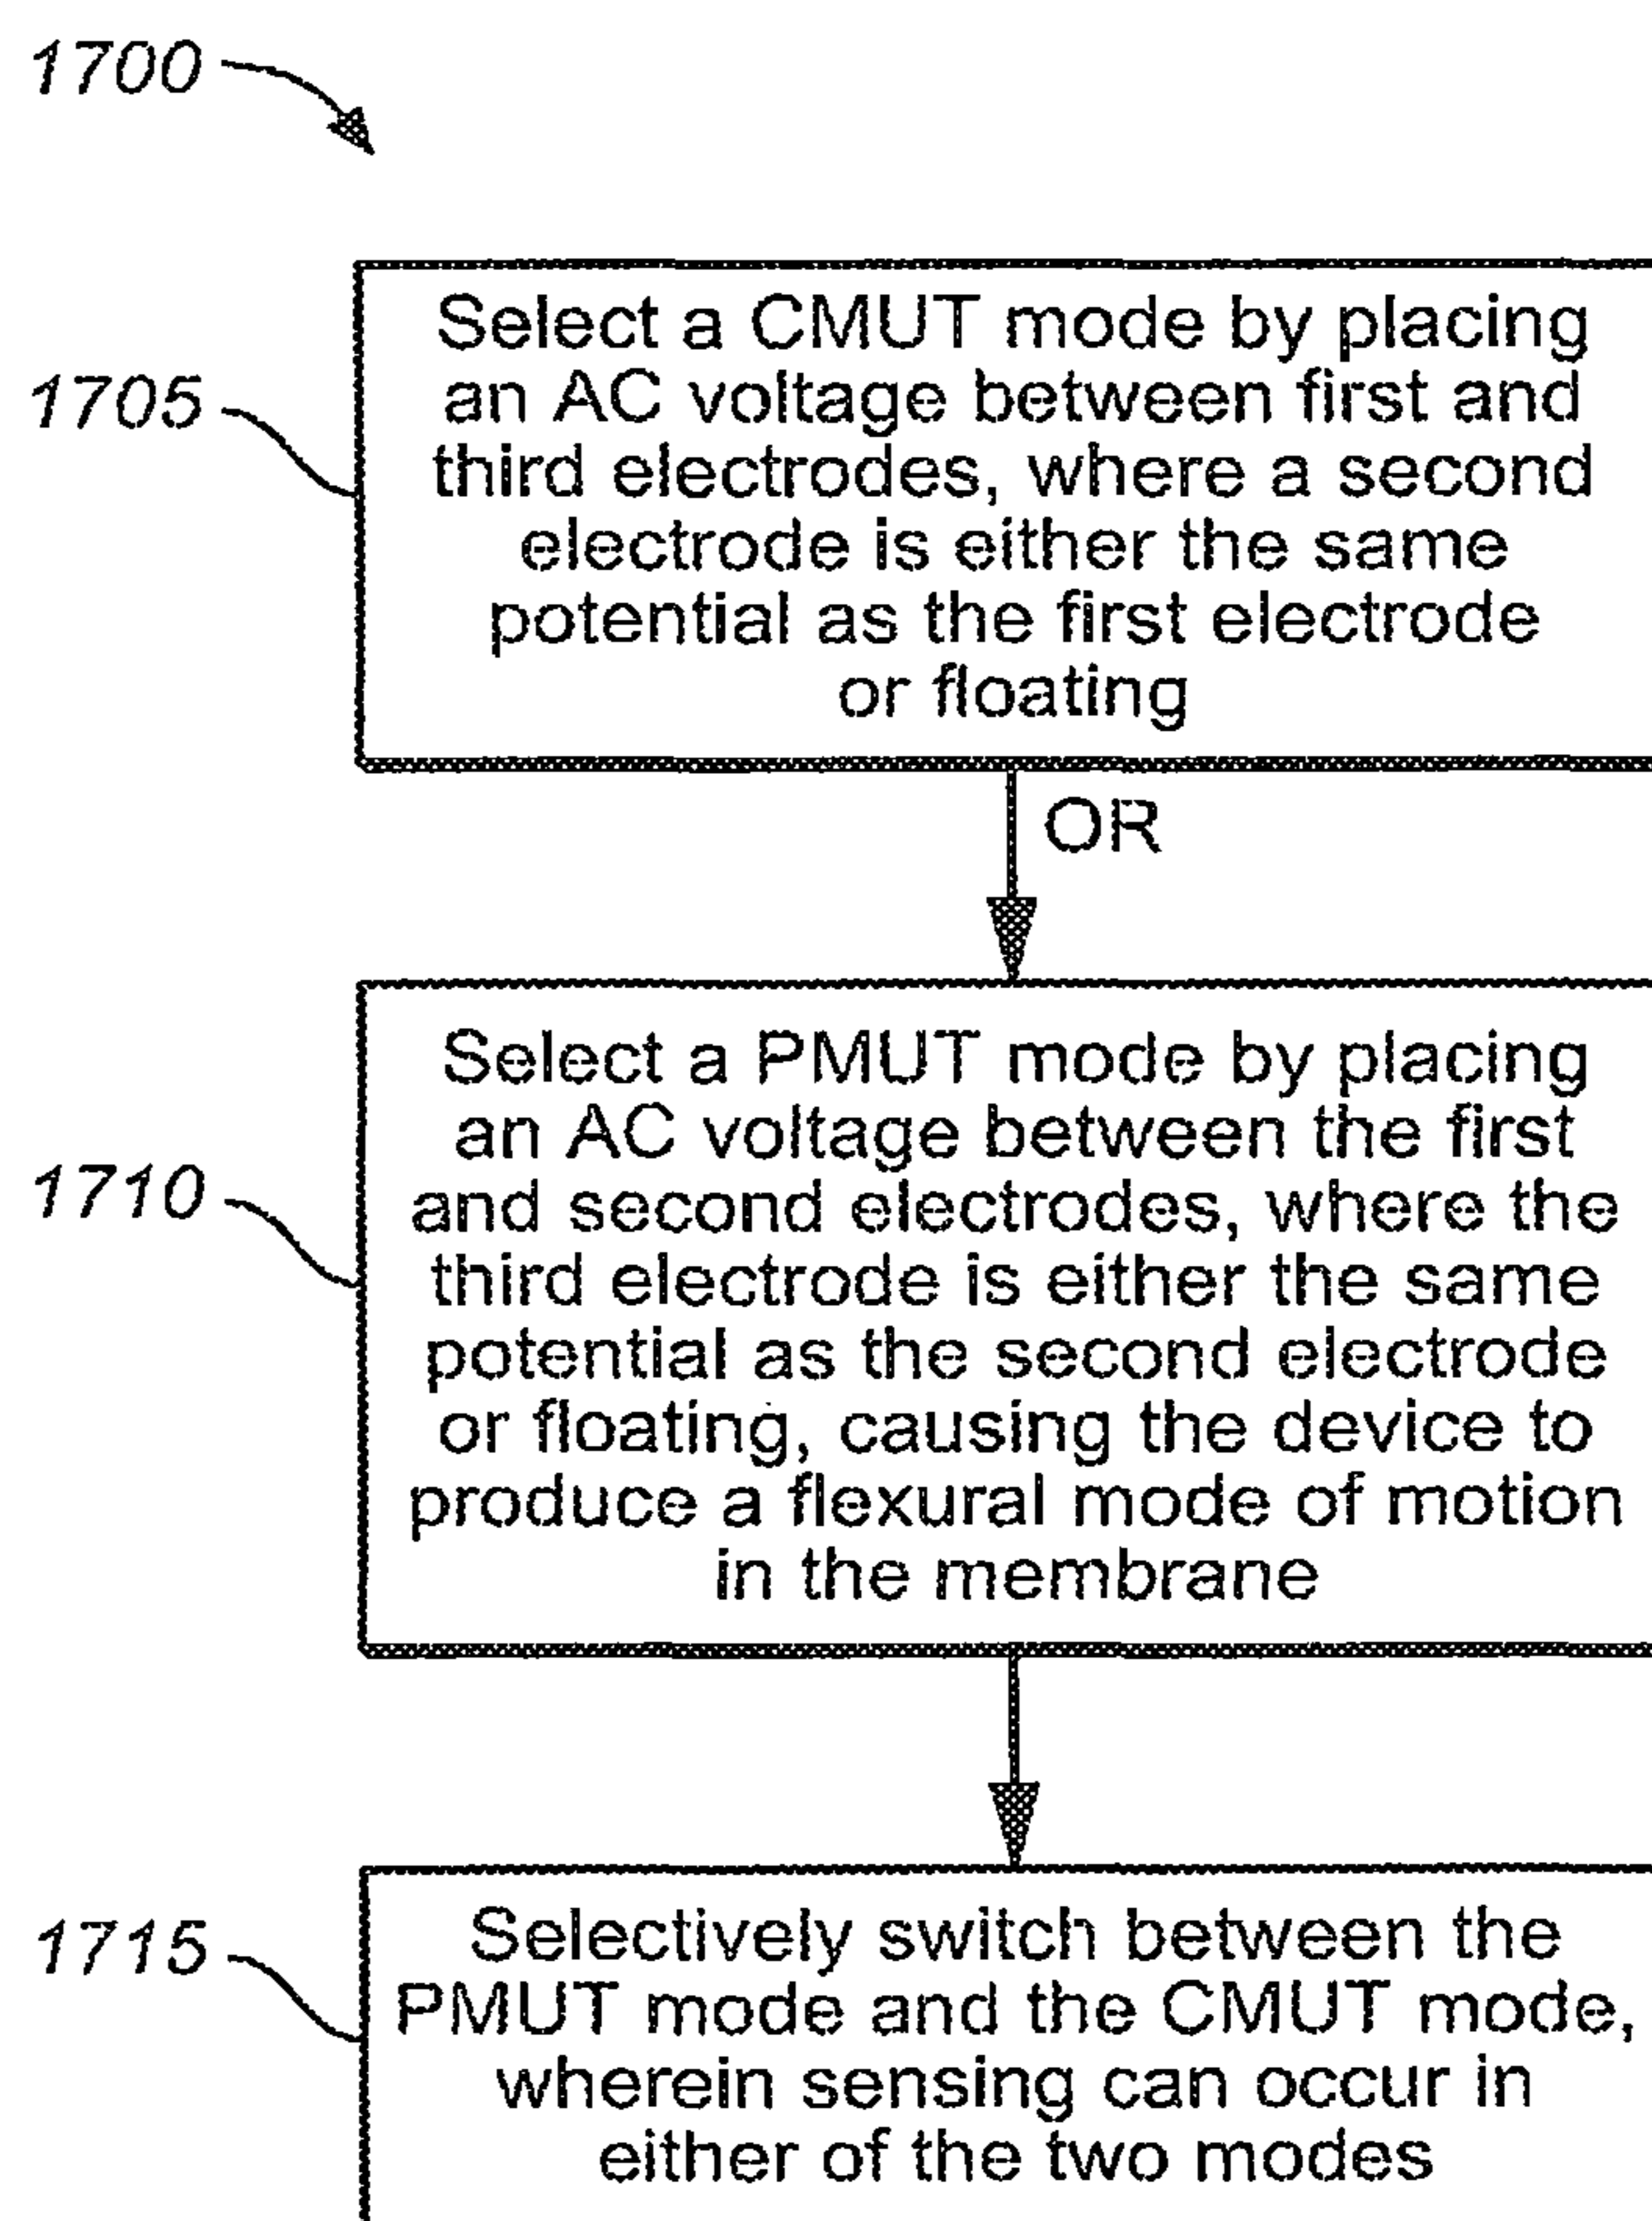 1700
1705
Select a CMUT mode by placing
an AC voltage between first and
third electrodes, where a second
electrode is either the same
potential as the first electrode
or floating
OR
1710
Select a PMUT mode by placing
an AC voltage between the first
and second electrodes, where the
third electrode is either the same
potential as the second electrode
or floating, causing the device to
produce a flexural mode of motion
in the membrane
1715
Selectively switch between the
PMUT mode and the CMUT mode,
wherein sensing can occur in
either of the two modes